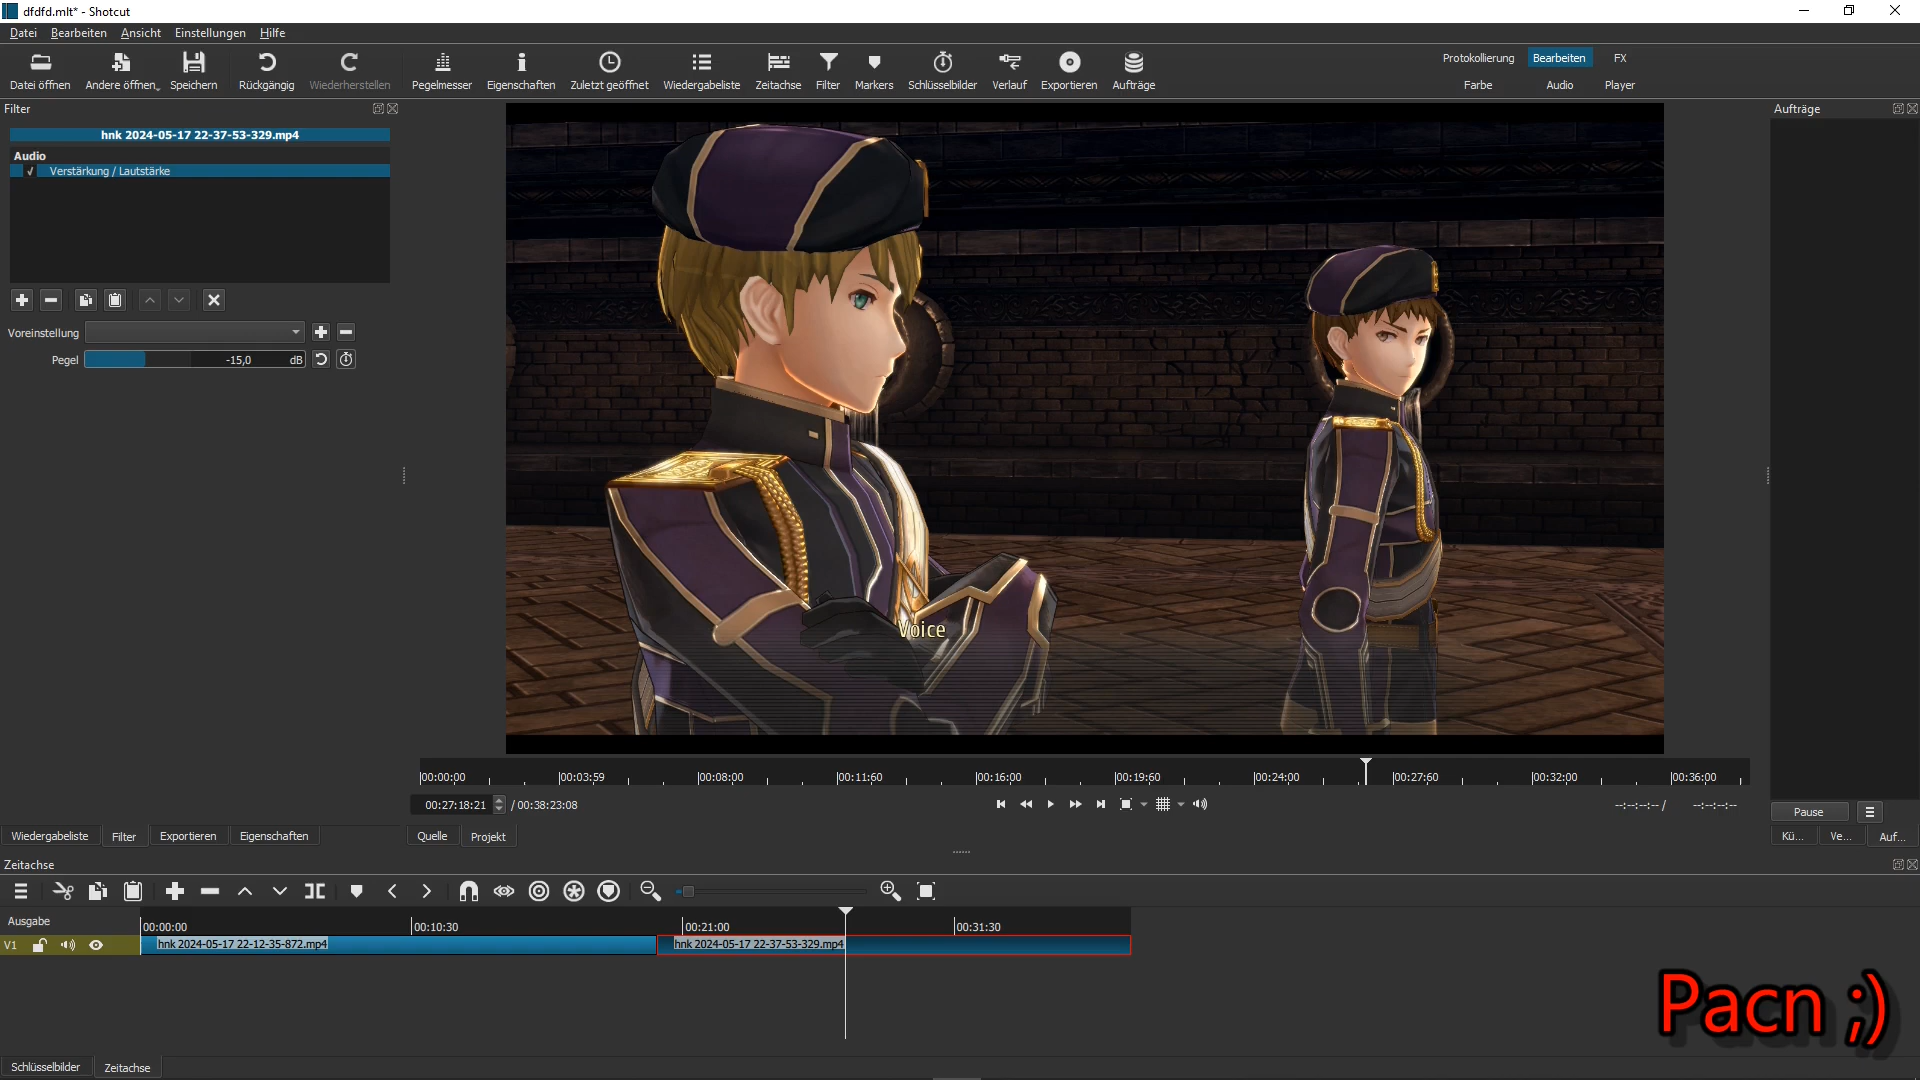 dfdfd.mlt* - Shotcut
Datei Bearbeiten Ansicht Einstellungen Hilfe
Datei öffnen Andere öffnen Speichern Rückgängig Wiederherstellen Pegelmesser Eigenschaften Zuletzt geöffnet Wiedergabeliste Zeitachse Filter Markers Schlüsselbilder Verlauf Exportieren Aufträge
Protokollierung Bearbeiten FX
Farbe Audio Player
Filter
hnk 2024-05-17 22-37-53-329.mp4
Audio
Verstärkung / Lautstärke
Voreinstellung
Pegel -15,0 dB
Aufträge
Voice
00:00:00 00:03:59 00:08:00 00:11:60 00:16:00 00:19:60 00:24:00 00:27:60 00:32:00 00:36:00
00:27:18:21 / 00:38:23:08
--:--:--:-- / --:--:--:--
Pause
Wiedergabeliste Filter Exportieren Eigenschaften
Quelle Projekt
Kü... Ve... Auf...
Zeitachse
Ausgabe
00:00:00 00:10:30 00:21:00 00:31:30
V1
hnk 2024-05-17 22-12-35-872.mp4
hnk 2024-05-17 22-37-53-329.mp4
Pacn ;)
Schlüsselbilder Zeitachse